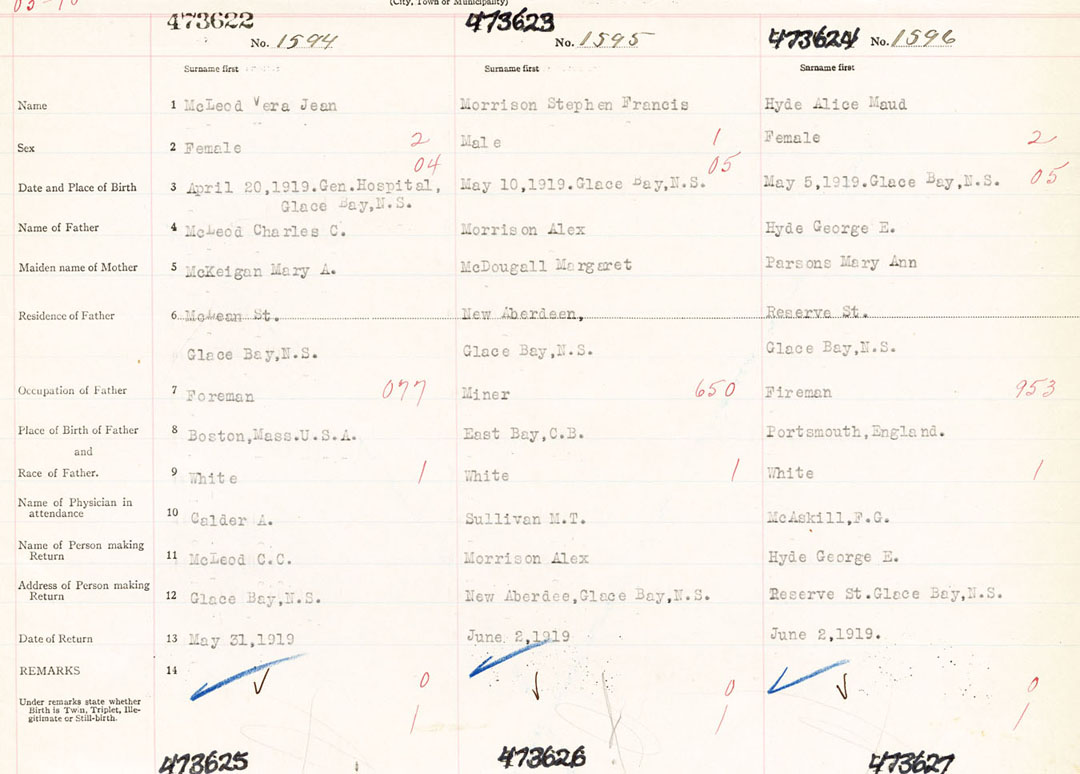 03-10
(City, Town or Municipality)
473622 473623 473624
No. 1594 No. 1595 No. 1596
Surname first Surname first Surname first
Name 1 McLeod Vera Jean Morrison Stephen Francis Hyde Alice Maud
Sex 2 Female 2 Male 1 Female 2
04 05
Date and Place of Birth 3 April 20,1919.Gen.Hospital, May 10,1919.Glace Bay,N.S. May 5,1919.Glace Bay,N.S. 05
Glace Bay,N.S.
Name of Father 4 McLeod Charles C. Morrison Alex Hyde George E.
Maiden name of Mother 5 McKeigan Mary A. McDougall Margaret Parsons Mary Ann
Residence of Father 6 McLean St. New Aberdeen, Reserve St.
Glace Bay,N.S. Glace Bay,N.S. Glace Bay,N.S.
Occupation of Father 7 Foreman 077 Miner 650 Fireman 953
Place of Birth of Father 8 Boston,Mass.U.S.A. East Bay,C.B. Portsmouth,England.
and
Race of Father. 9 White 1 White 1 White 1
Name of Physician in
attendance 10 Calder A. Sullivan M.T. McAskill,F.G.
Name of Person making
Return 11 McLeod C.C. Morrison Alex Hyde George E.
Address of Person making
Return 12 Glace Bay,N.S. New Aberdee,Glace Bay,N.S. Reserve St.Glace Bay,N.S.
Date of Return 13 May 31,1919 June 2,1919 June 2,1919.
REMARKS 14
0 0 0
Under remarks state whether
Birth is Twin, Triplet, Ille-
gitimate or Still-birth.
1 1 1
473625 473626 473627